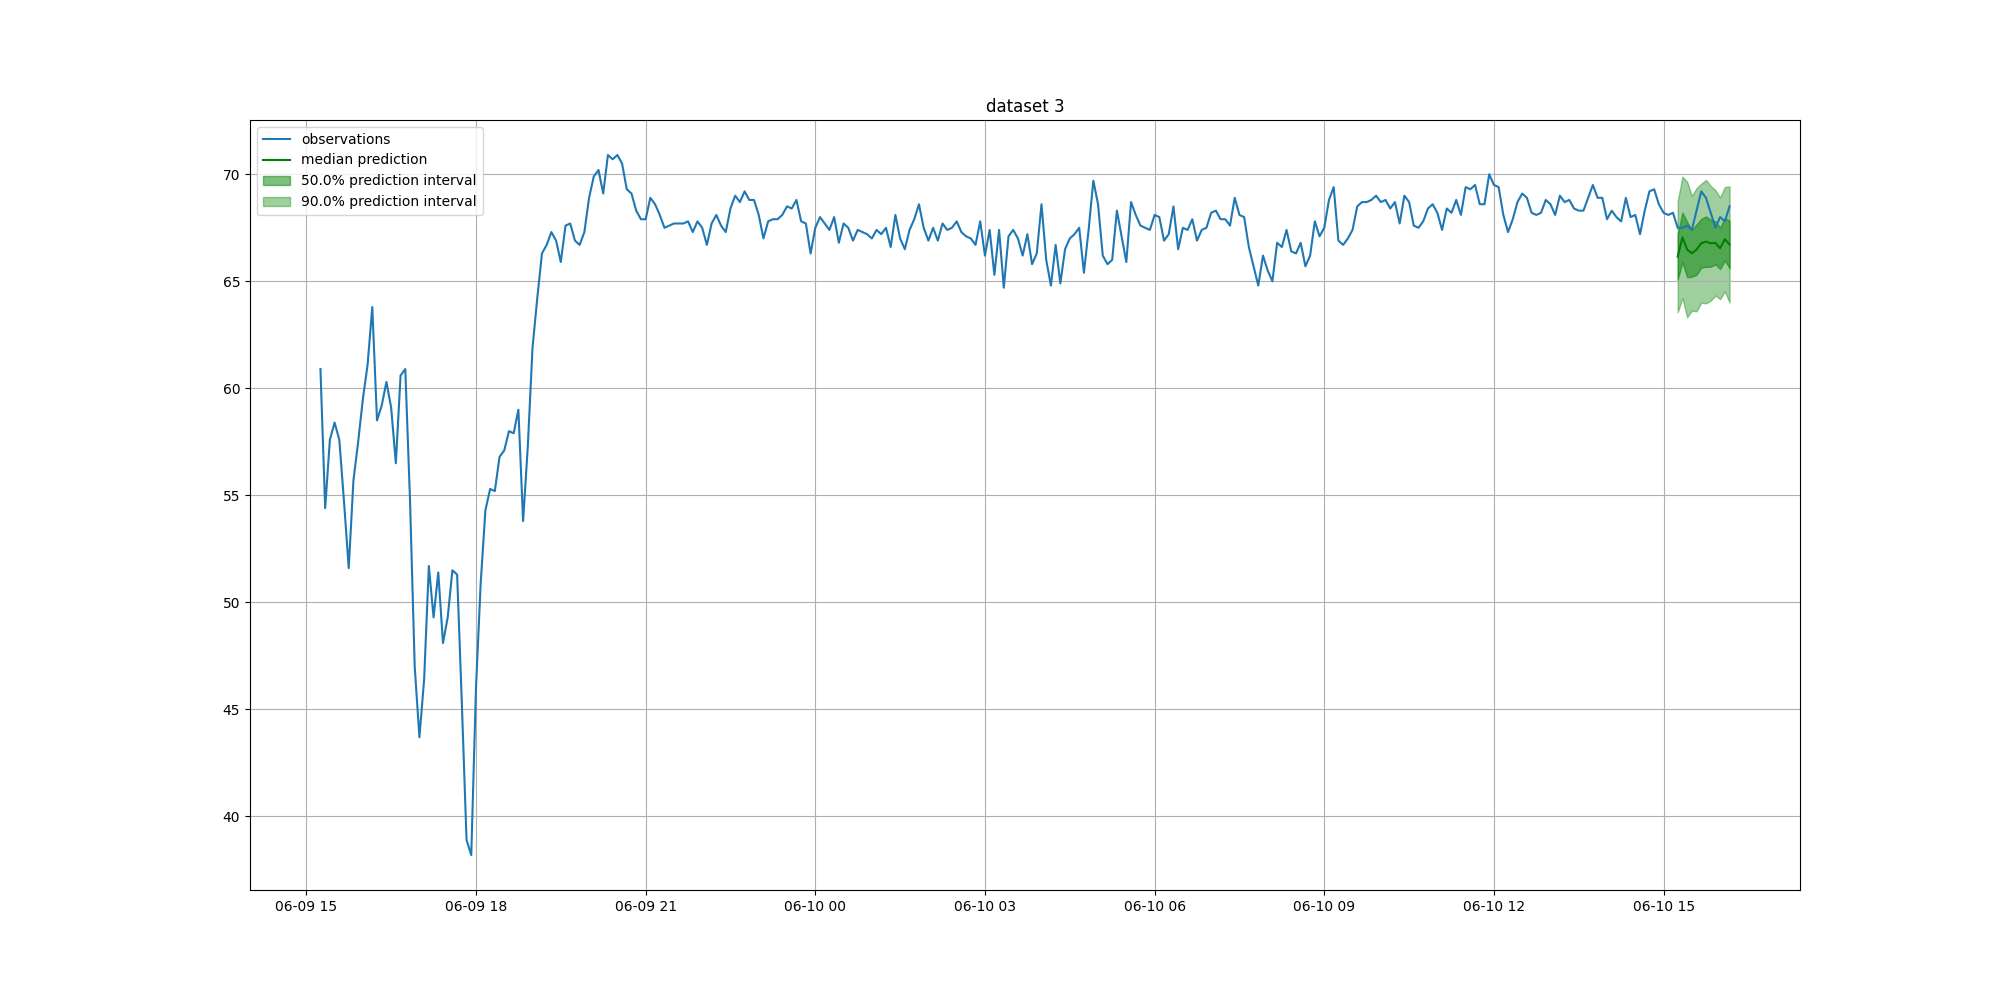 dataset 3
observations
median prediction
50.0% prediction interval
90.0% prediction interval
70
65
60
55
50
45
40
06-09 15 06-09 18 06-09 21 06-10 00 06-10 03 06-10 06 06-10 09 06-10 12 06-10 15